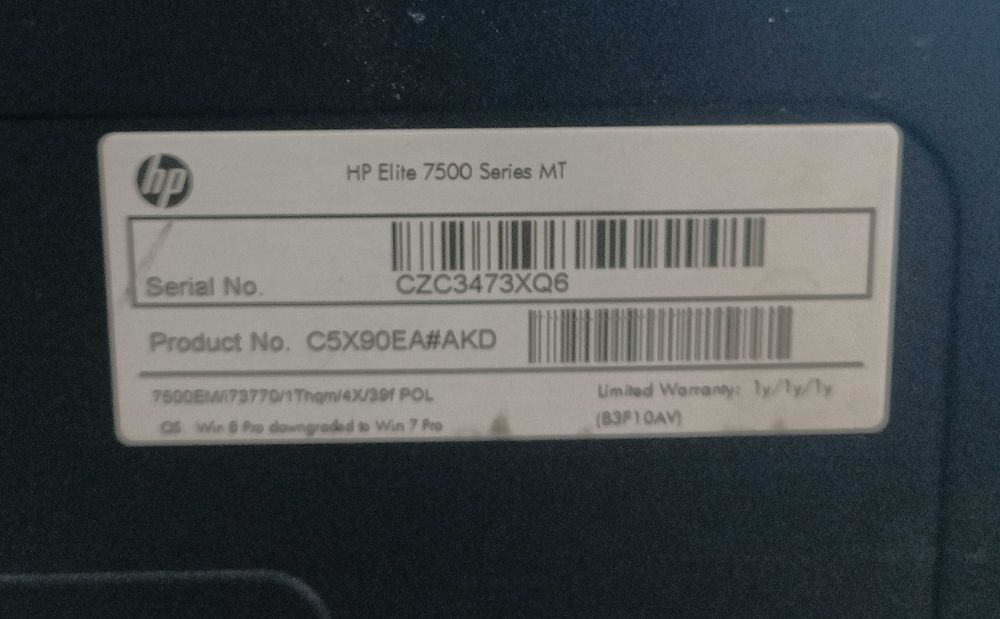 hp
HP Elite 7500 Series MT
Serial No.
CZC3473XQ6
Product No. C5X90EA#AKD
7500EM/i73770/1Thqm/4X/39f POL
Limited Warranty: 1y/1y/1y
OS Win 8 Pro downgraded to Win 7 Pro
(B3F10AV)